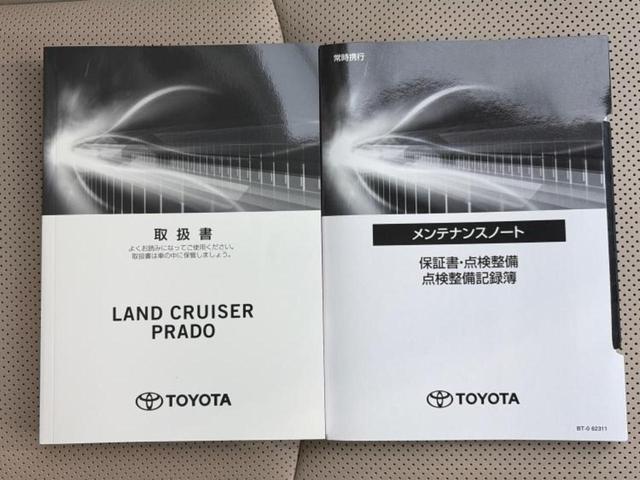 取扱書
よくお読みになってご使用ください。
取扱書は車の中に保管しましょう。
LAND CRUISER
PRADO
TOYOTA
常時携行
メンテナンスノート
保証書・点検整備
点検整備記録簿
TOYOTA
BT-0 62311